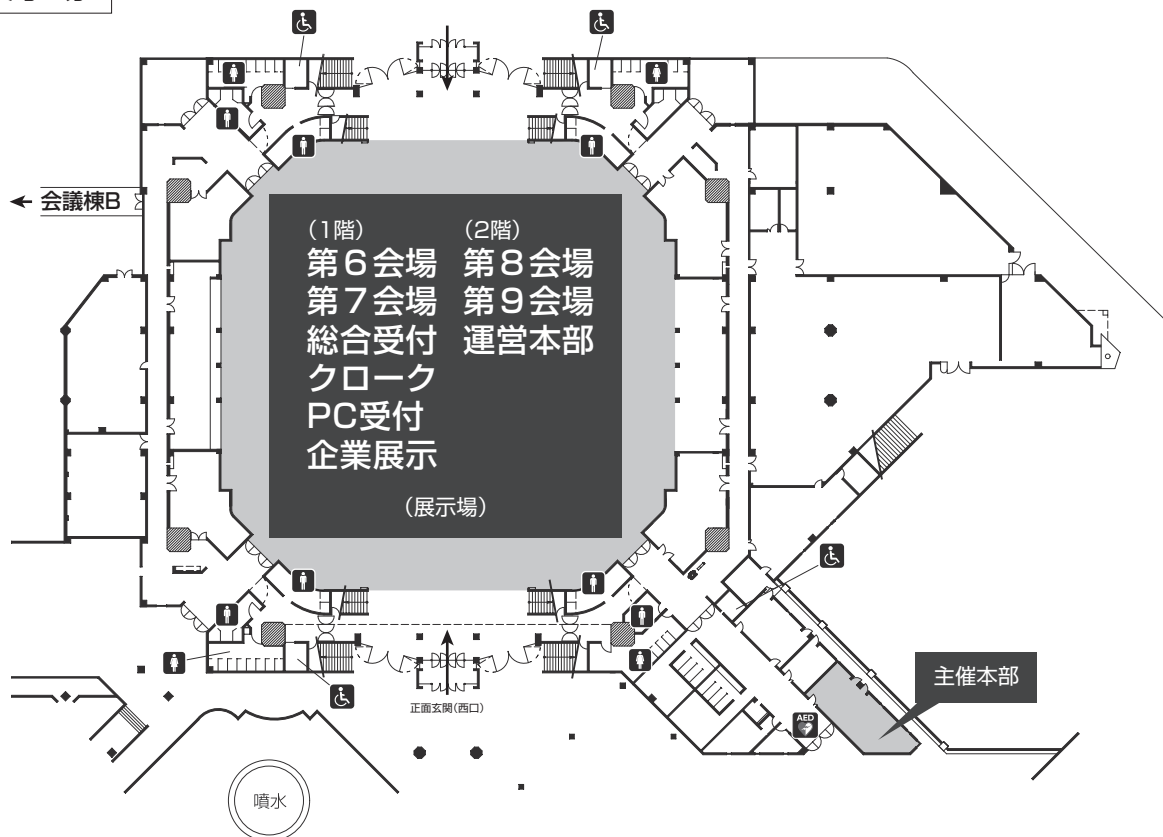 会議棟B
（1階）
第6会場
第7会場
総合受付
クローク
PC受付
企業展示
（2階）
第8会場
第9会場
運営本部
（展示場）
主催本部
AED
正面玄関（西口）
噴水